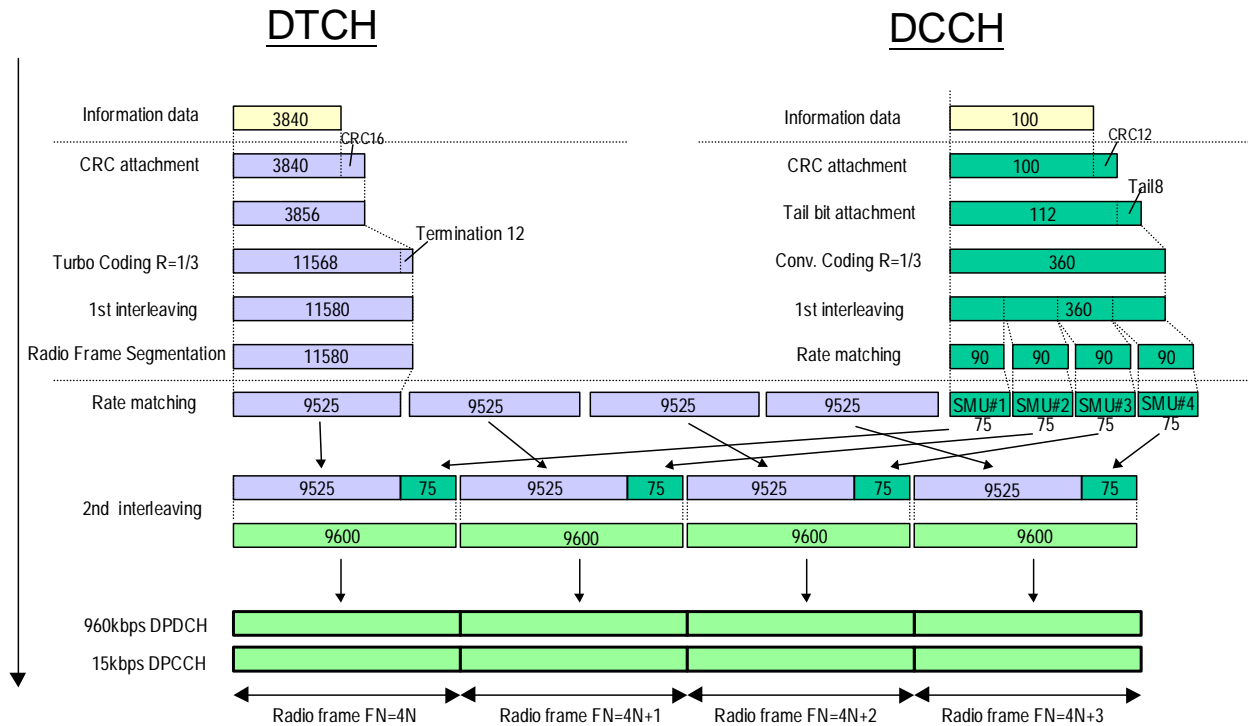 DTCH
DCCH
Information data
3840
Information data
100
CRC16
CRC12
CRC attachment
3840
CRC attachment
100
Tail8
3856
Tail bit attachment
112
Termination 12
Turbo Coding R=1/3
11568
Conv. Coding R=1/3
360
1st interleaving
11580
1st interleaving
360
Radio Frame Segmentation
11580
Rate matching
90
90
90
90
Rate matching
9525
9525
9525
9525
SMU#1
SMU#2
SMU#3
SMU#4
75
75
75
75
2nd interleaving
9525
75
9525
75
9525
75
9525
75
9600
9600
9600
9600
960kbps DPDCH
15kbps DPCCH
Radio frame FN=4N
Radio frame FN=4N+1
Radio frame FN=4N+2
Radio frame FN=4N+3